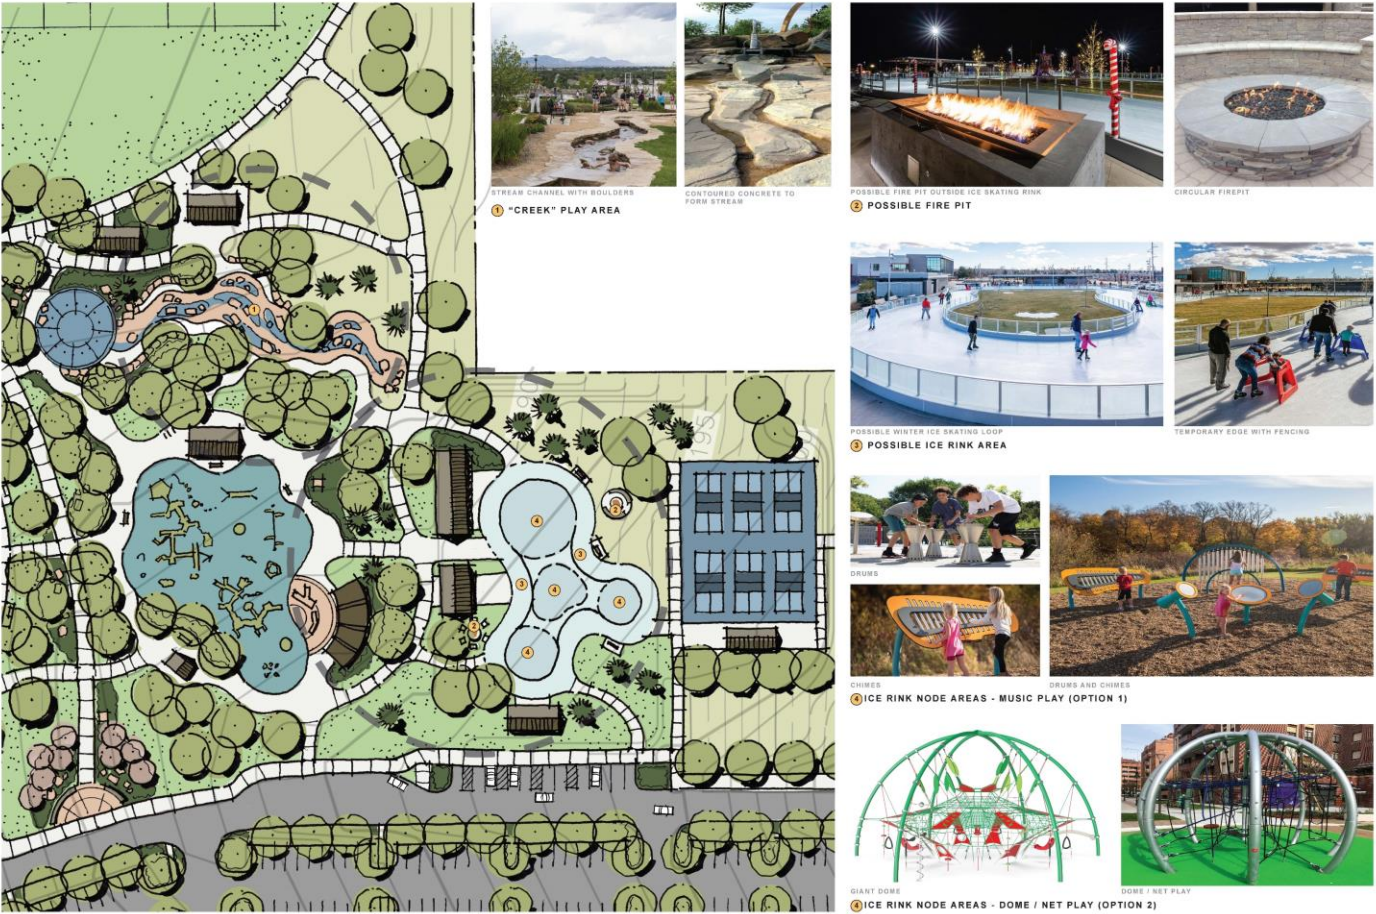 STREAM CHANNEL WITH BOULDERS
CONTOURED CONCRETE TO
FORM STREAM
1 "CREEK" PLAY AREA
POSSIBLE FIRE PIT OUTSIDE ICE SKATING RINK
CIRCULAR FIREPIT
2 POSSIBLE FIRE PIT
POSSIBLE WINTER ICE SKATING LOOP
TEMPORARY EDGE WITH FENCING
3 POSSIBLE ICE RINK AREA
DRUMS
CHIMES
DRUMS AND CHIMES
4 ICE RINK NODE AREAS - MUSIC PLAY (OPTION 1)
GIANT DOME
DOME / NET PLAY
4 ICE RINK NODE AREAS - DOME / NET PLAY (OPTION 2)
1
2
4
3
3
4
4
2
4
195